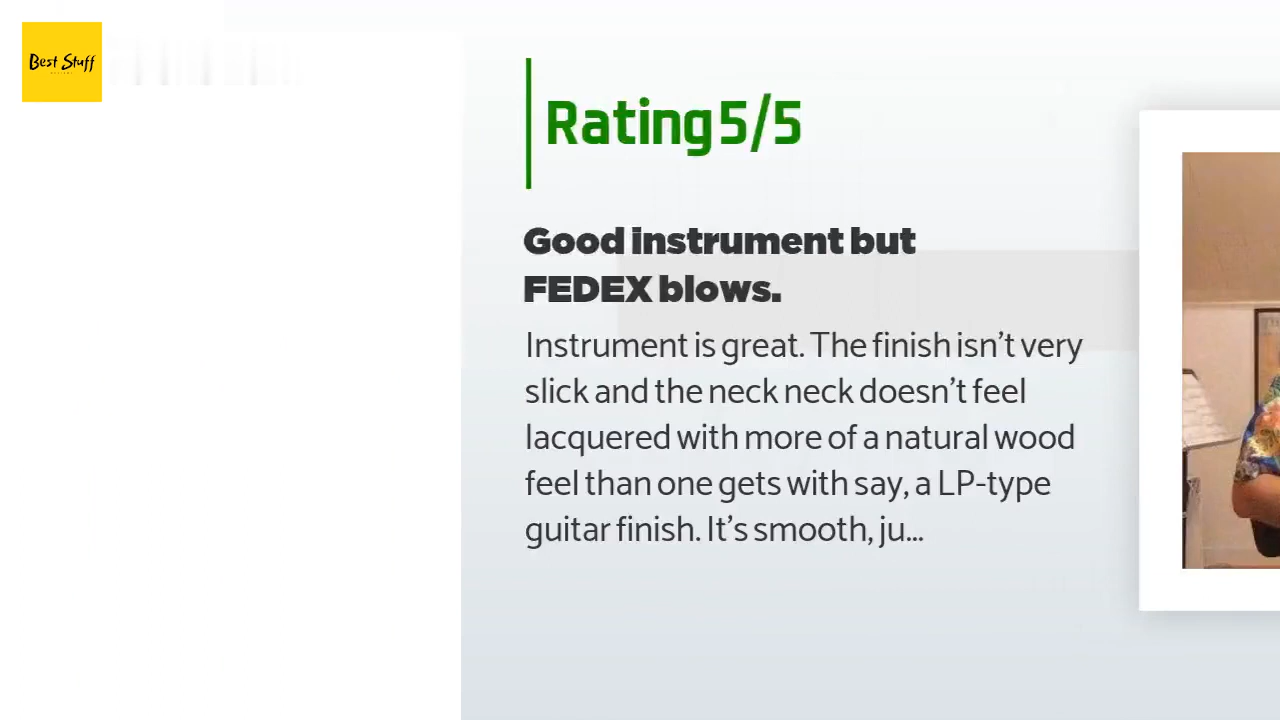 Best Stuff
Rating 5/5
Good instrument but
FEDEX blows.
Instrument is great. The finish isn't very
slick and the neck neck doesn't feel
lacquered with more of a natural wood
feel than one gets with say, a LP-type
guitar finish. It's smooth, ju...